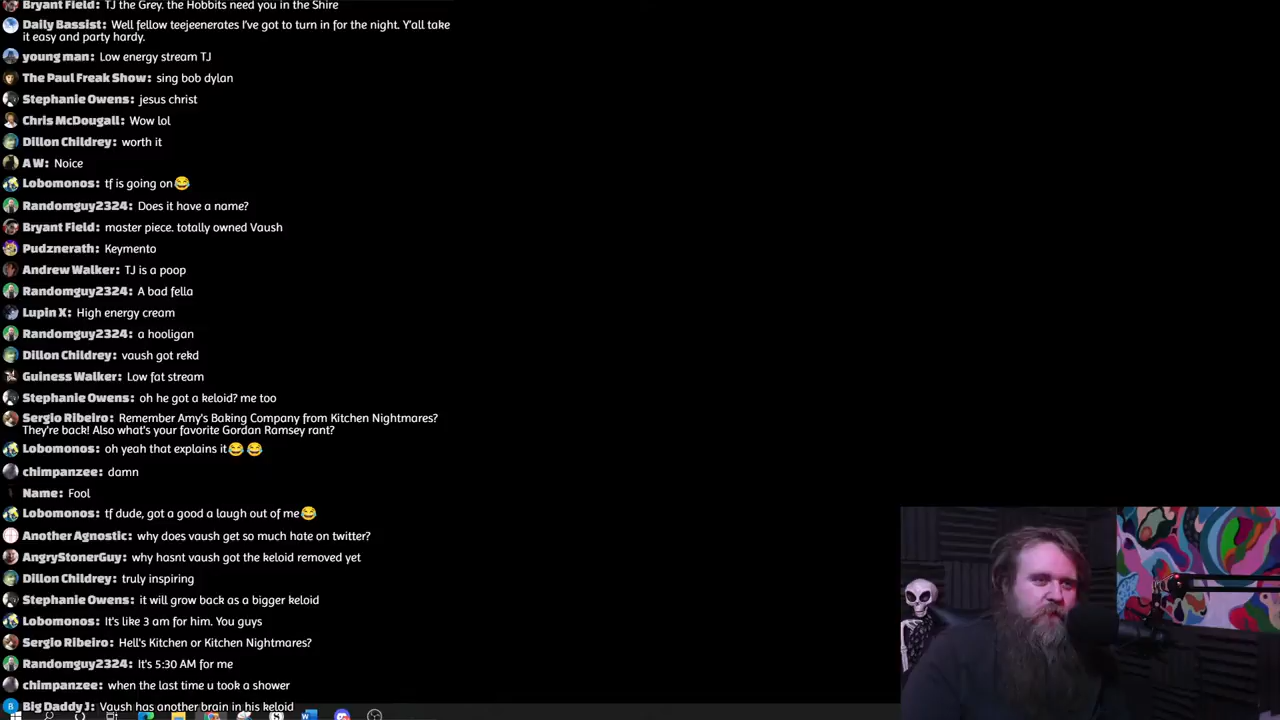 Bryant Field: TJ the Grey. the Hobbits need you in the Shire
Daily Bassist: Well fellow teejeenerates I've got to turn in for the night. Y'all take
it easy and party hardy.
young man: Low energy stream TJ
The Paul Freak Show: sing bob dylan
Stephanie Owens: jesus christ
Chris McDougall: Wow lol
Dillon Childrey: worth it
A W: Noice
Lobomonos: tf is going on😂
Randomguy2324: Does it have a name?
Bryant Field: master piece. totally owned Vaush
Pudznerath: Keymento
Andrew Walker: TJ is a poop
Randomguy2324: A bad fella
Lupin X: High energy cream
Randomguy2324: a hooligan
Dillon Childrey: vaush got rekd
Guiness Walker: Low fat stream
Stephanie Owens: oh he got a keloid? me too
Sergio Ribeiro: Remember Amy's Baking Company from Kitchen Nightmares?
They're back! Also what's your favorite Gordan Ramsey rant?
Lobomonos: oh yeah that explains it😂 😂
chimpanzee: damn
Name: Fool
Lobomonos: tf dude, got a good a laugh out of me😂
Another Agnostic: why does vaush get so much hate on twitter?
AngryStonerGuy: why hasnt vaush got the keloid removed yet
Dillon Childrey: truly inspiring
Stephanie Owens: it will grow back as a bigger keloid
Lobomonos: It's like 3 am for him. You guys
Sergio Ribeiro: Hell's Kitchen or Kitchen Nightmares?
Randomguy2324: It's 5:30 AM for me
chimpanzee: when the last time u took a shower
B Big Daddy J: Vaush has another brain in his keloid